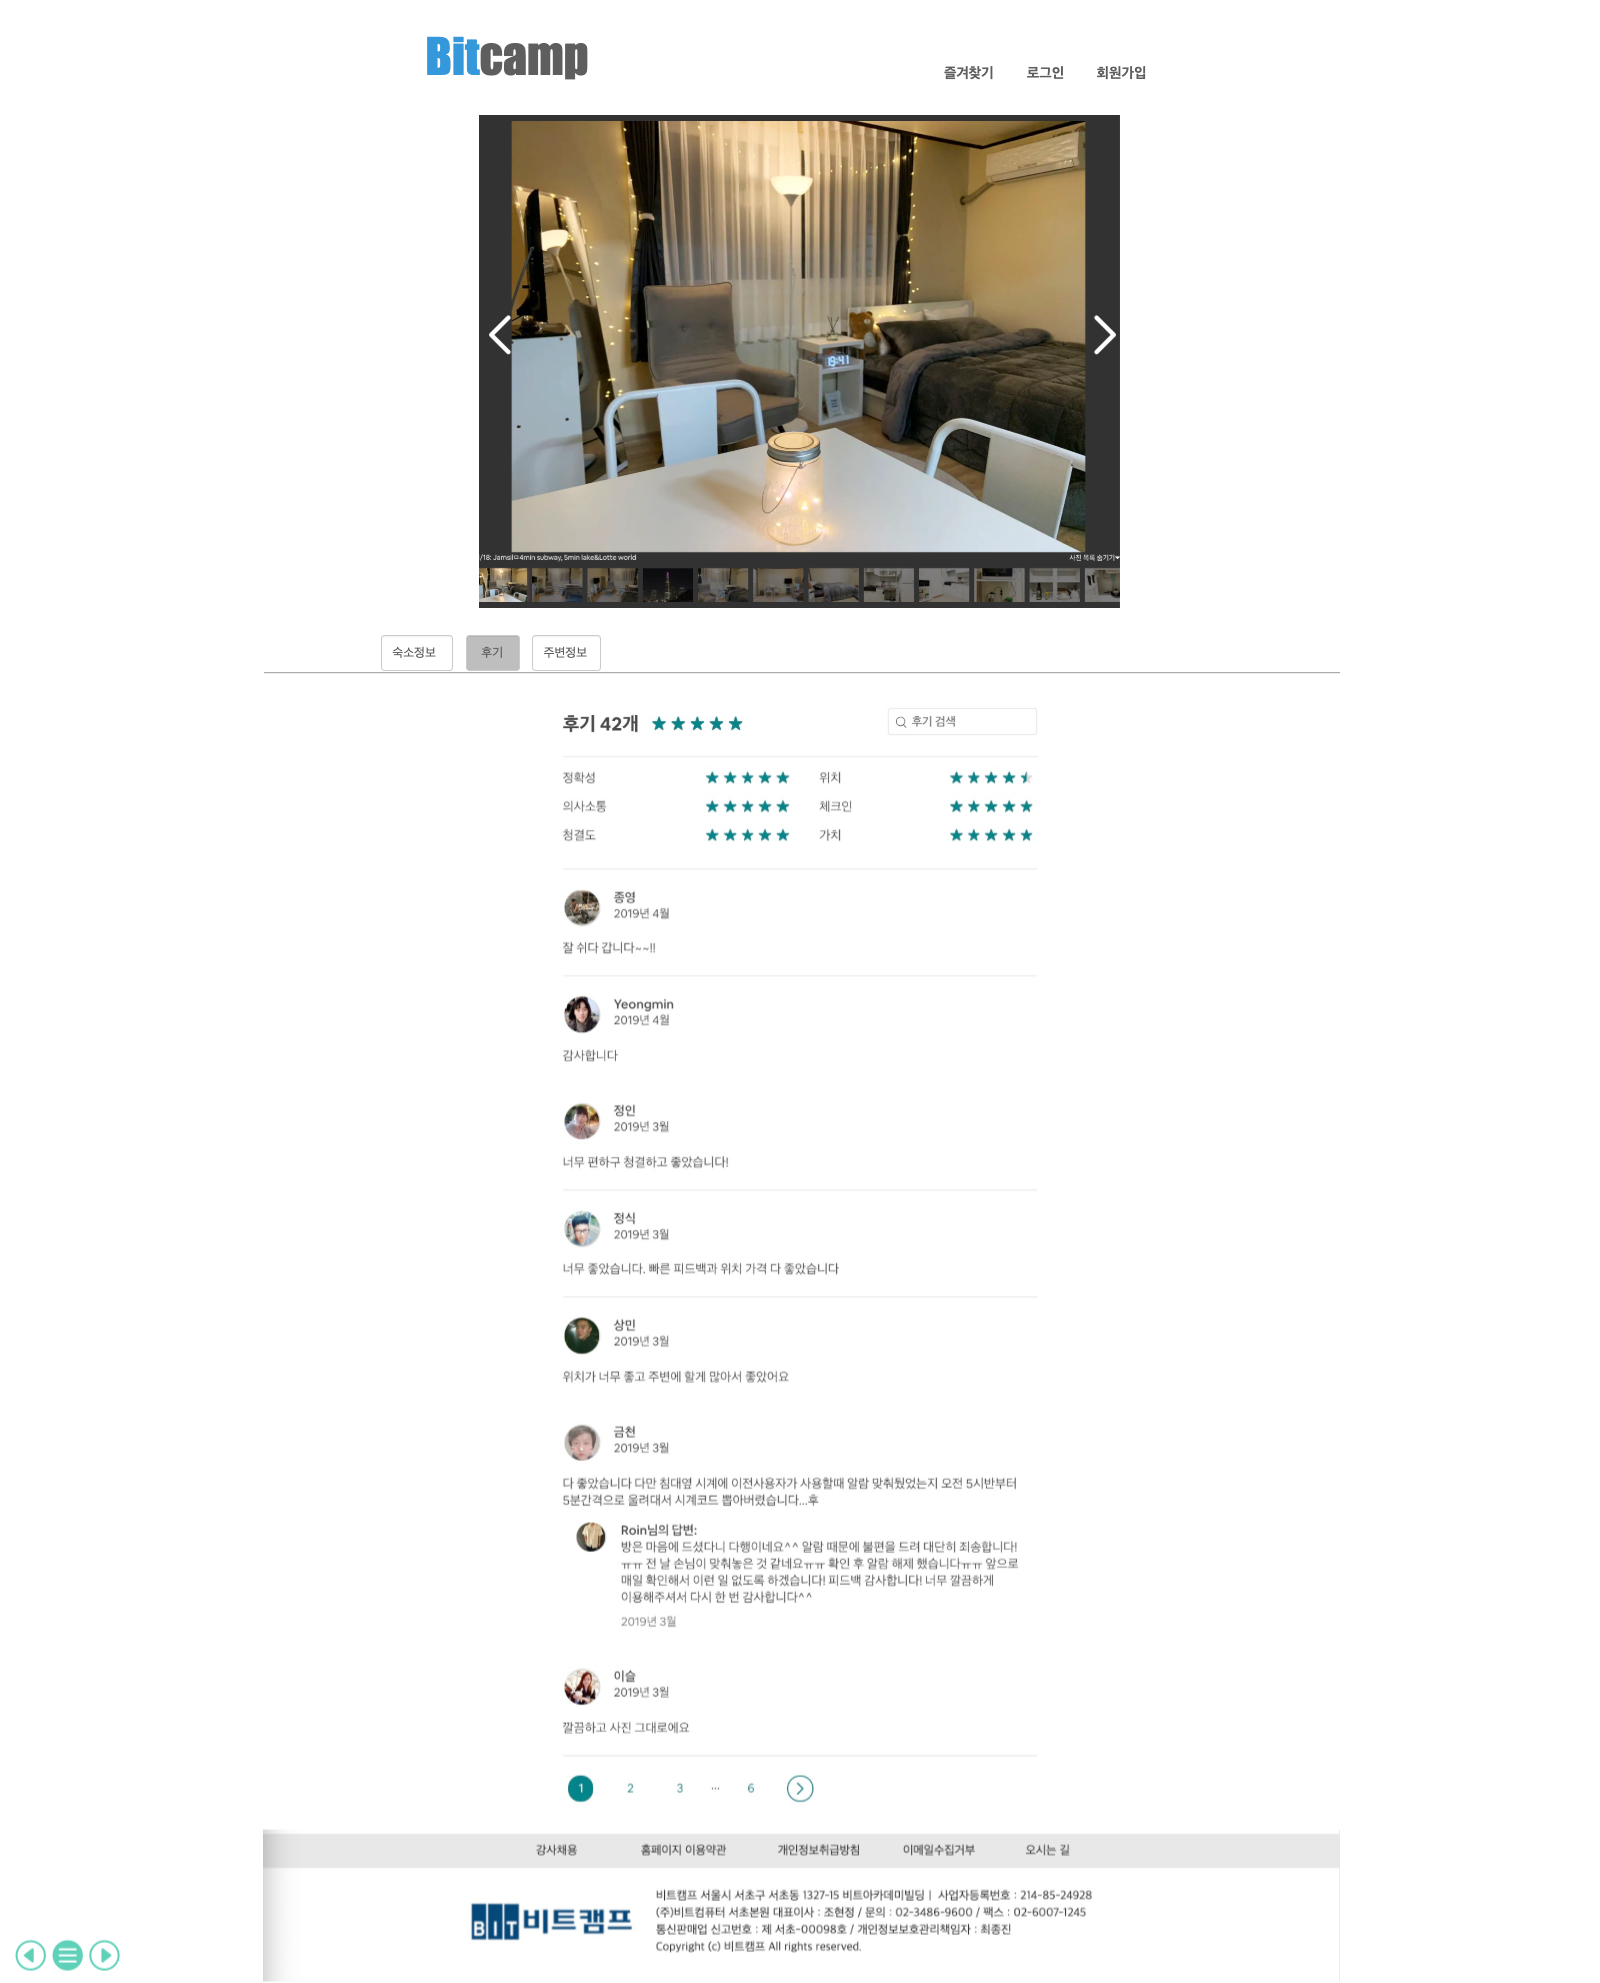 Bitcamp
즐겨찾기 로그인 회원가입
19:41
/18: Jamsil☺4min subway, 5min lake&Lotte world 사진 목록 숨기기▾
숙소정보 후기 주변정보
후기 42개 ★★★★★ 후기 검색
정확성 위치
의사소통 체크인
청결도 가치
종영
2019년 4월
잘 쉬다 갑니다~~!!
Yeongmin
2019년 4월
감사합니다
정인
2019년 3월
너무 편하구 청결하고 좋았습니다!
정식
2019년 3월
너무 좋았습니다. 빠른 피드백과 위치 가격 다 좋았습니다
상민
2019년 3월
위치가 너무 좋고 주변에 할게 많아서 좋았어요
금천
2019년 3월
다 좋았습니다 다만 침대옆 시계에 이전사용자가 사용할때 알람 맞춰뒀었는지 오전 5시반부터
5분간격으로 울려대서 시계코드 뽑아버렸습니다...후
Roin님의 답변:
방은 마음에 드셨다니 다행이네요^^ 알람 때문에 불편을 드려 대단히 죄송합니다!
ㅠㅠ 전 날 손님이 맞춰놓은 것 같네요ㅠㅠ 확인 후 알람 해제 했습니다ㅠㅠ 앞으로
매일 확인해서 이런 일 없도록 하겠습니다! 피드백 감사합니다! 너무 깔끔하게
이용해주셔서 다시 한 번 감사합니다^^
2019년 3월
이슬
2019년 3월
깔끔하고 사진 그대로에요
1 2 3 ... 6
강사채용 홈페이지 이용약관 개인정보취급방침 이메일수집거부 오시는 길
BIT비트캠프
비트캠프 서울시 서초구 서초동 1327-15 비트아카데미빌딩 | 사업자등록번호 : 214-85-24928
(주)비트컴퓨터 서초본원 대표이사 : 조현정 / 문의 : 02-3486-9600 / 팩스 : 02-6007-1245
통신판매업 신고번호 : 제 서초-00098호 / 개인정보보호관리책임자 : 최종진
Copyright (c) 비트캠프 All rights reserved.